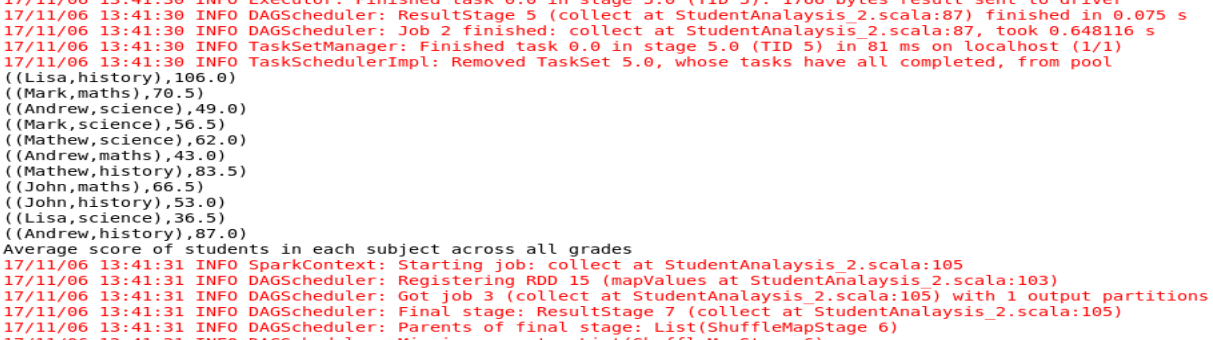 17/11/06 13:41:30 INFO Executor: Finished task 0.0 in stage 5.0 (TID 5). 1768 bytes result sent to driver
17/11/06 13:41:30 INFO DAGScheduler: ResultStage 5 (collect at StudentAnalaysis_2.scala:87) finished in 0.075 s
17/11/06 13:41:30 INFO DAGScheduler: Job 2 finished: collect at StudentAnalaysis_2.scala:87, took 0.648116 s
17/11/06 13:41:30 INFO TaskSetManager: Finished task 0.0 in stage 5.0 (TID 5) in 81 ms on localhost (1/1)
17/11/06 13:41:30 INFO TaskSchedulerImpl: Removed TaskSet 5.0, whose tasks have all completed, from pool
((Lisa,history),106.0)
((Mark,maths),70.5)
((Andrew,science),49.0)
((Mark,science),56.5)
((Mathew,science),62.0)
((Andrew,maths),43.0)
((Mathew,history),83.5)
((John,maths),66.5)
((John,history),53.0)
((Lisa,science),36.5)
((Andrew,history),87.0)
Average score of students in each subject across all grades
17/11/06 13:41:31 INFO SparkContext: Starting job: collect at StudentAnalaysis_2.scala:105
17/11/06 13:41:31 INFO DAGScheduler: Registering RDD 15 (mapValues at StudentAnalaysis_2.scala:103)
17/11/06 13:41:31 INFO DAGScheduler: Got job 3 (collect at StudentAnalaysis_2.scala:105) with 1 output partitions
17/11/06 13:41:31 INFO DAGScheduler: Final stage: ResultStage 7 (collect at StudentAnalaysis_2.scala:105)
17/11/06 13:41:31 INFO DAGScheduler: Parents of final stage: List(ShuffleMapStage 6)